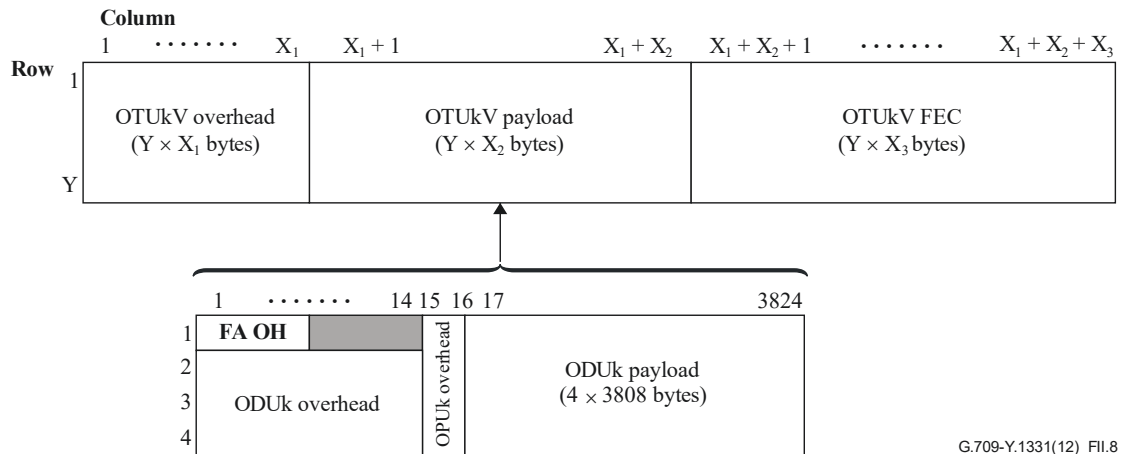 Column
1 ....... X₁ X₁ + 1 X₁ + X₂ X₁ + X₂ + 1 ....... X₁ + X₂ + X₃
Row
1
OTUkV overhead
(Y × X₁ bytes)
OTUkV payload
(Y × X₂ bytes)
OTUkV FEC
(Y × X₃ bytes)
Y
1 ....... 14 15 16 17 3824
1 FA OH
2
3
4
ODUk overhead
OPUk overhead
ODUk payload
(4 × 3808 bytes)
G.709-Y.1331(12) FII.8